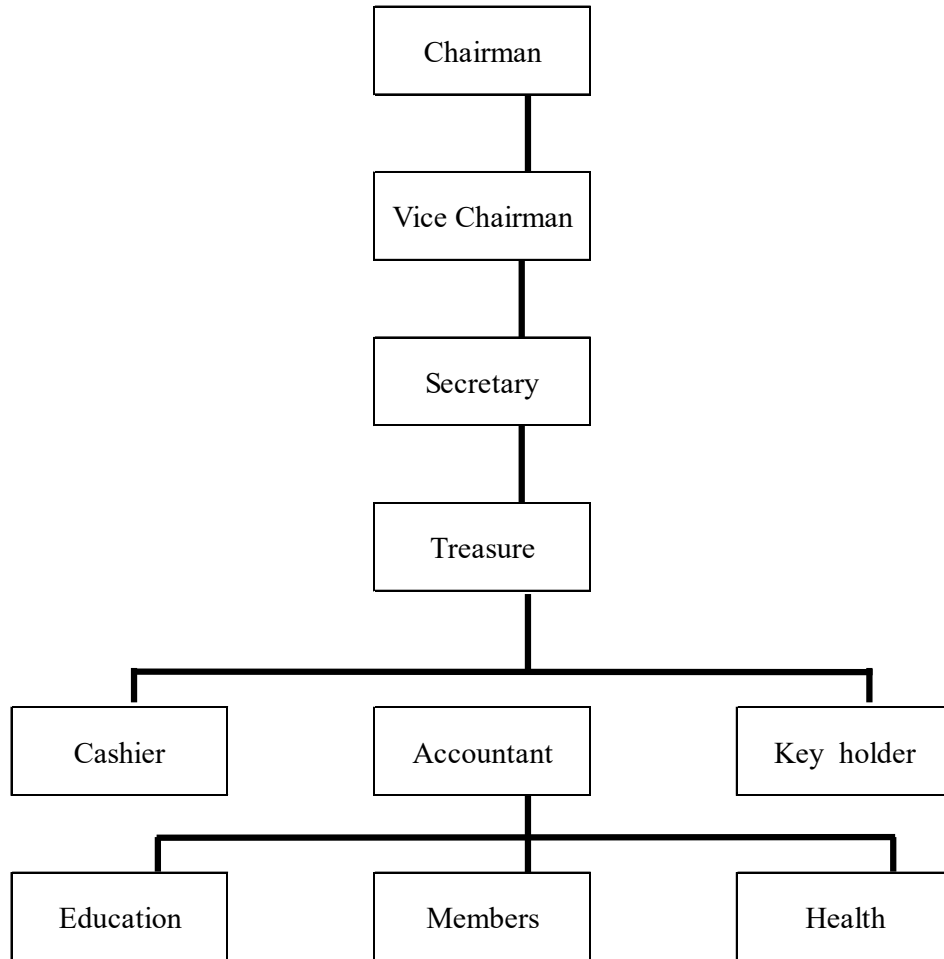 Chairman
Vice Chairman
Secretary
Treasure
Cashier
Accountant
Key holder
Education
Members
Health